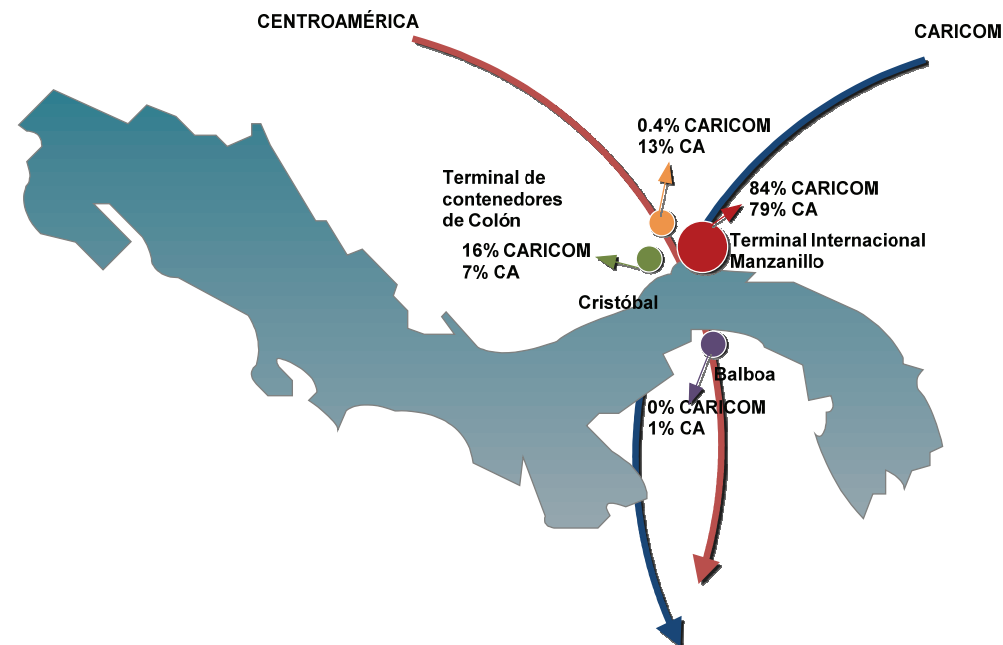 CENTROAMÉRICA
CARICOM
0.4% CARICOM
13% CA
Terminal de
contenedores
de Colón
84% CARICOM
79% CA
16% CARICOM
7% CA
Terminal Internacional
Manzanillo
Cristóbal
Balboa
0% CARICOM
1% CA